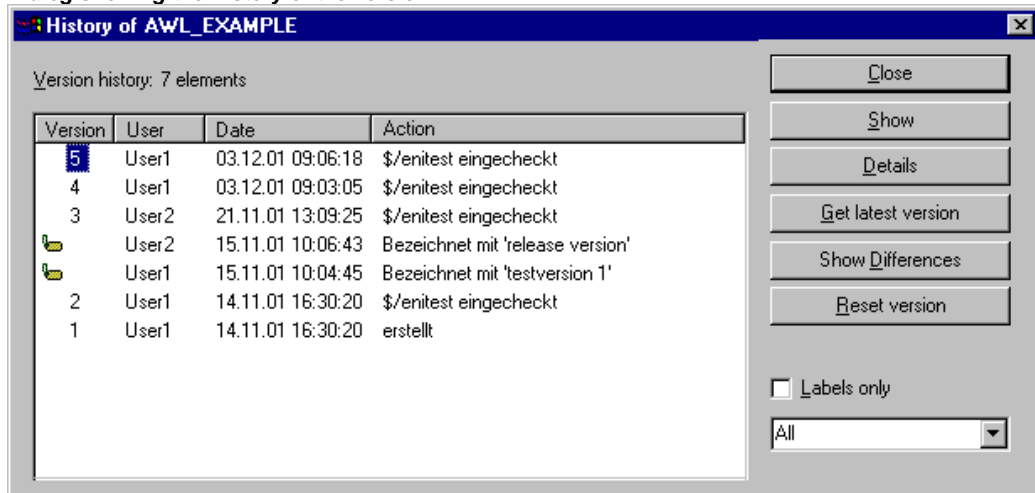 History of AWL_EXAMPLE
Version history: 7 elements
Version User Date Action
5 User1 03.12.01 09:06:18 $/enitest eingecheckt
4 User1 03.12.01 09:03:05 $/enitest eingecheckt
3 User2 21.11.01 13:09:25 $/enitest eingecheckt
User2 15.11.01 10:06:43 Bezeichnet mit 'release version'
User1 15.11.01 10:04:45 Bezeichnet mit 'testversion 1'
2 User1 14.11.01 16:30:20 $/enitest eingecheckt
1 User1 14.11.01 16:30:20 erstellt
Close
Show
Details
Get latest version
Show Differences
Reset version
Labels only
All